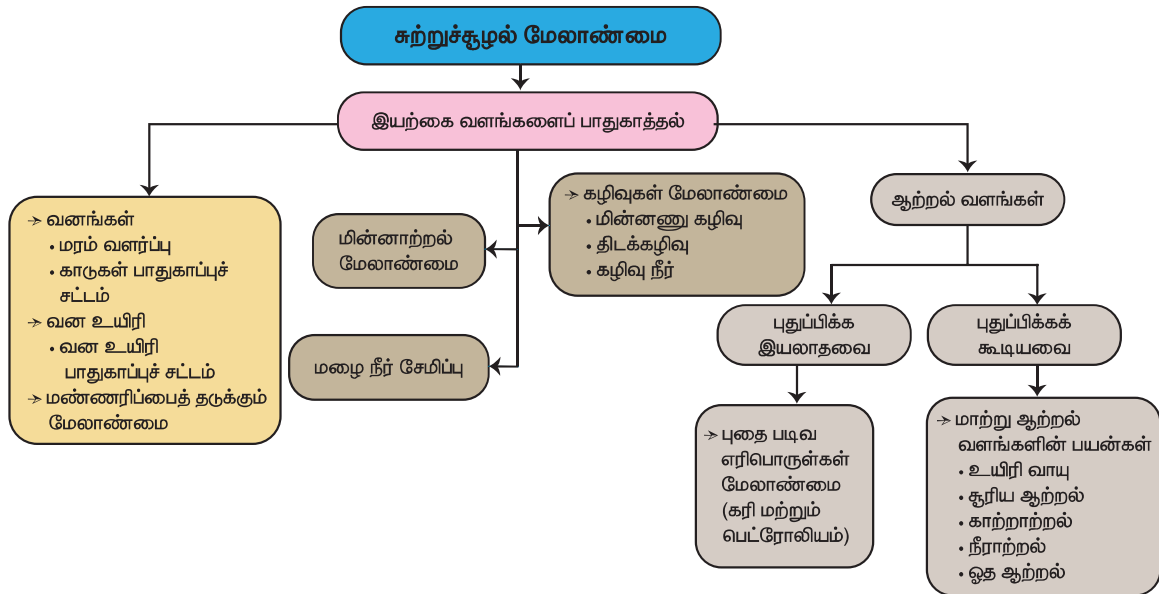 சுற்றுச்சூழல் மேலாண்மை
இயற்கை வளங்களைப் பாதுகாத்தல்
→ வனங்கள்
• மரம் வளர்ப்பு
• காடுகள் பாதுகாப்புச்
சட்டம்
→ வன உயிரி
• வன உயிரி
பாதுகாப்புச் சட்டம்
→ மண்ணரிப்பைத் தடுக்கும்
மேலாண்மை
மின்னாற்றல்
மேலாண்மை
மழை நீர் சேமிப்பு
→ கழிவுகள் மேலாண்மை
• மின்னணு கழிவு
• திடக்கழிவு
• கழிவு நீர்
ஆற்றல் வளங்கள்
புதுப்பிக்க
இயலாதவை
→ புதை படிவ
எரிபொருள்கள்
மேலாண்மை
(கரி மற்றும்
பெட்ரோலியம்)
புதுப்பிக்கக்
கூடியவை
→ மாற்று ஆற்றல்
வளங்களின் பயன்கள்
• உயிரி வாயு
• சூரிய ஆற்றல்
• காற்றாற்றல்
• நீராற்றல்
• ஓத ஆற்றல்